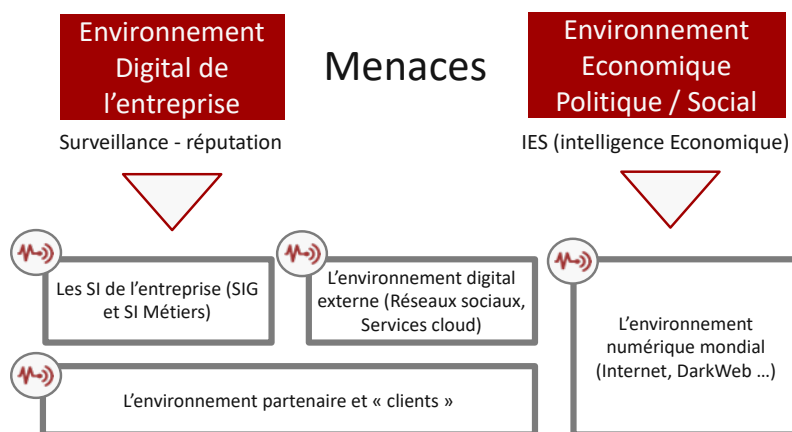 Environnement
Digital de
l'entreprise
Menaces
Environnement
Economique
Politique / Social
Surveillance - réputation
IES (intelligence Economique)
Les SI de l'entreprise (SIG
et SI Métiers)
L'environnement digital
externe (Réseaux sociaux,
Services cloud)
L'environnement
numérique mondial
(Internet, DarkWeb ...)
L'environnement partenaire et « clients »